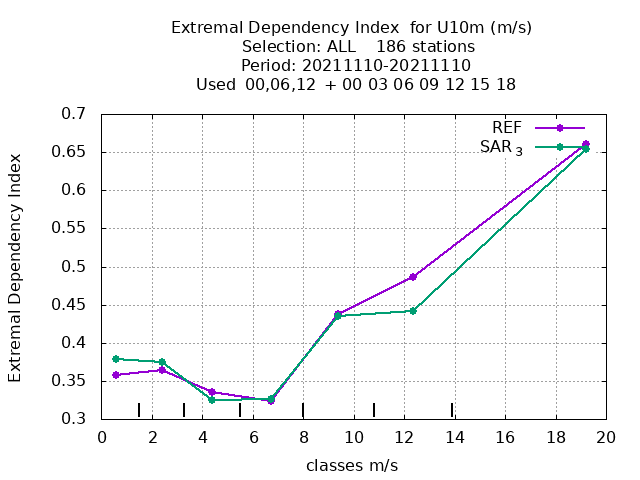 Extremal Dependency Index  for U10m (m/s)
Selection: ALL    186 stations
Period: 20211110-20211110
Used  00,06,12  + 00 03 06 09 12 15 18
REF
SAR 3
Extremal Dependency Index
0.7
0.65
0.6
0.55
0.5
0.45
0.4
0.35
0.3
0 2 4 6 8 10 12 14 16 18 20
classes m/s